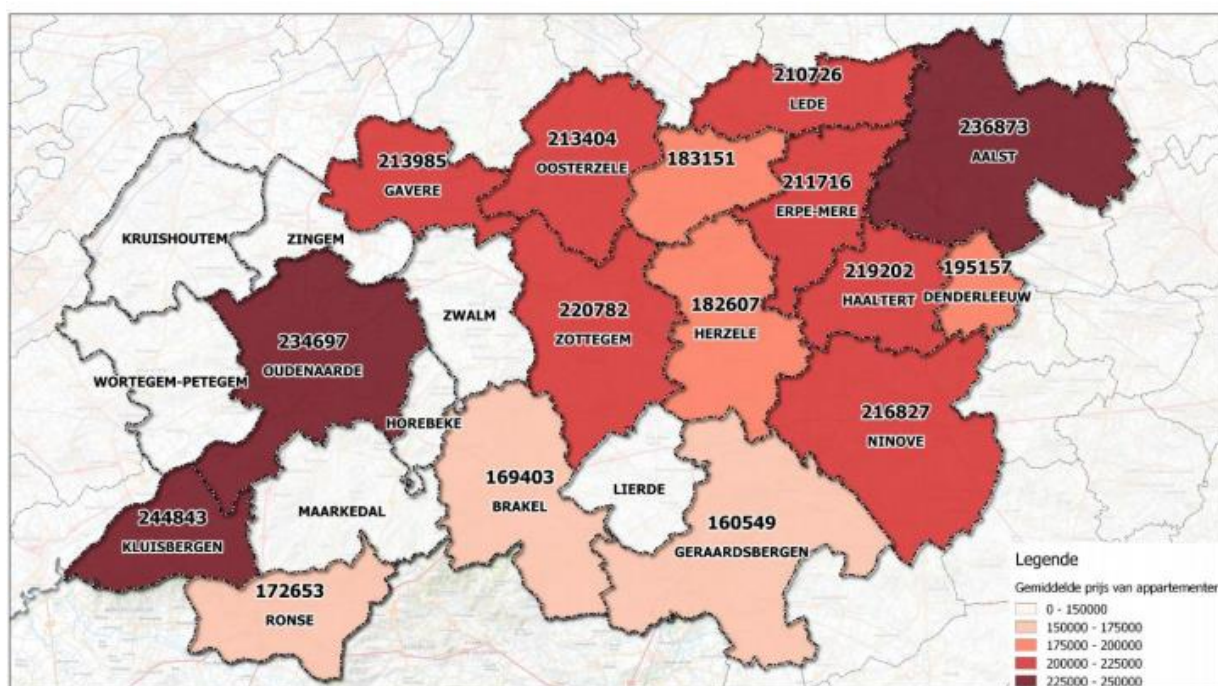 210726
LEDE
236873
AALST
213404
OOSTERZELE
183151
213985
GAVERE
211716
ERPE-MERE
KRUISHOUTEM
ZINGEM
219202
HAALTERT
195157
DENDERLEEUW
ZWALM
220782
ZOTTEGEM
182607
HERZELE
234697
OUDENAARDE
WORTEGEM-PETEGEM
HOREBEKE
216827
NINOVE
169403
BRAKEL
LIERDE
MAARKEDAL
244843
KLUISBERGEN
160549
GERAARDSBERGEN
172653
RONSE
Legende
Gemiddelde prijs van appartementen
0 - 150000
150000 - 175000
175000 - 200000
200000 - 225000
225000 - 250000